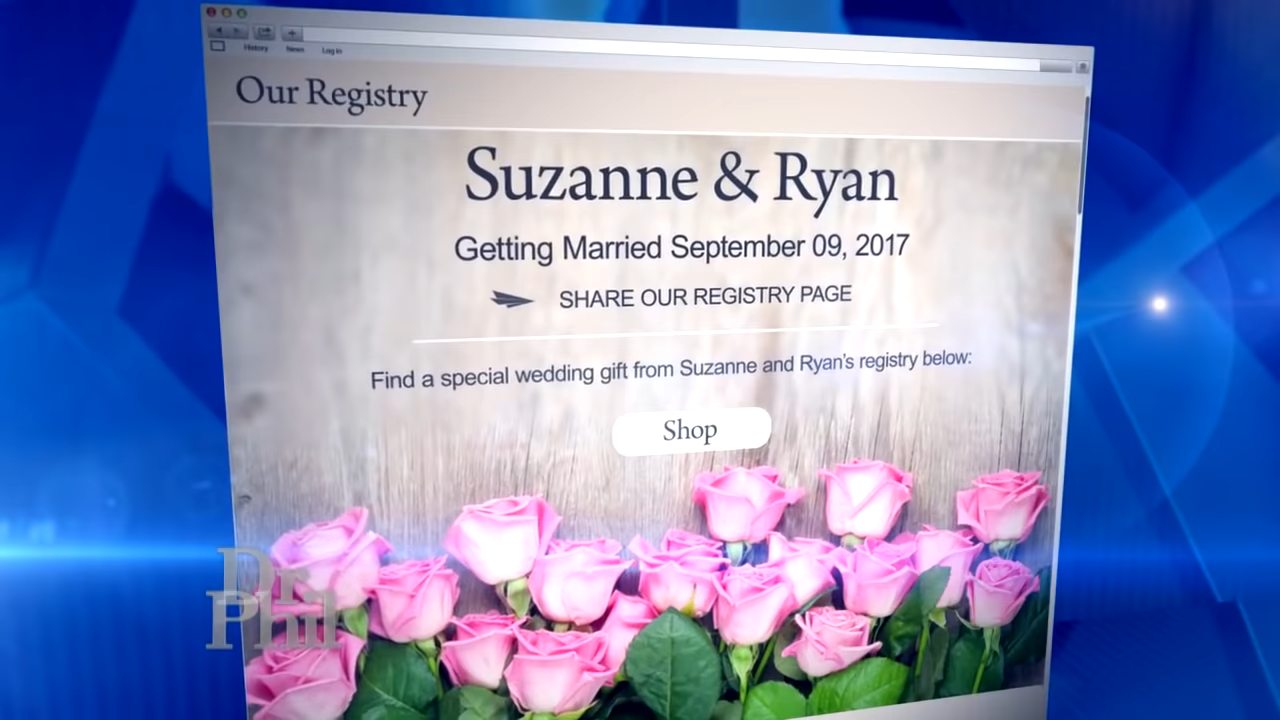 History News Log in
Our Registry
Suzanne & Ryan
Getting Married September 09, 2017
SHARE OUR REGISTRY PAGE
Find a special wedding gift from Suzanne and Ryan's registry below:
Shop
Dr.
Phil